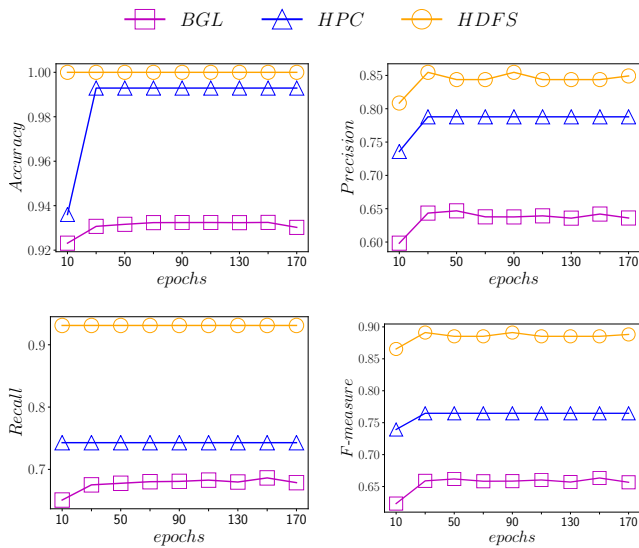 BGL HPC HDFS
Accuracy
1.00
0.98
0.96
0.94
0.92
10 50 90 130 170
epochs
Precision
0.85
0.80
0.75
0.70
0.65
0.60
10 50 90 130 170
epochs
Recall
0.9
0.8
0.7
10 50 90 130 170
epochs
F-measure
0.90
0.85
0.80
0.75
0.70
0.65
10 50 90 130 170
epochs